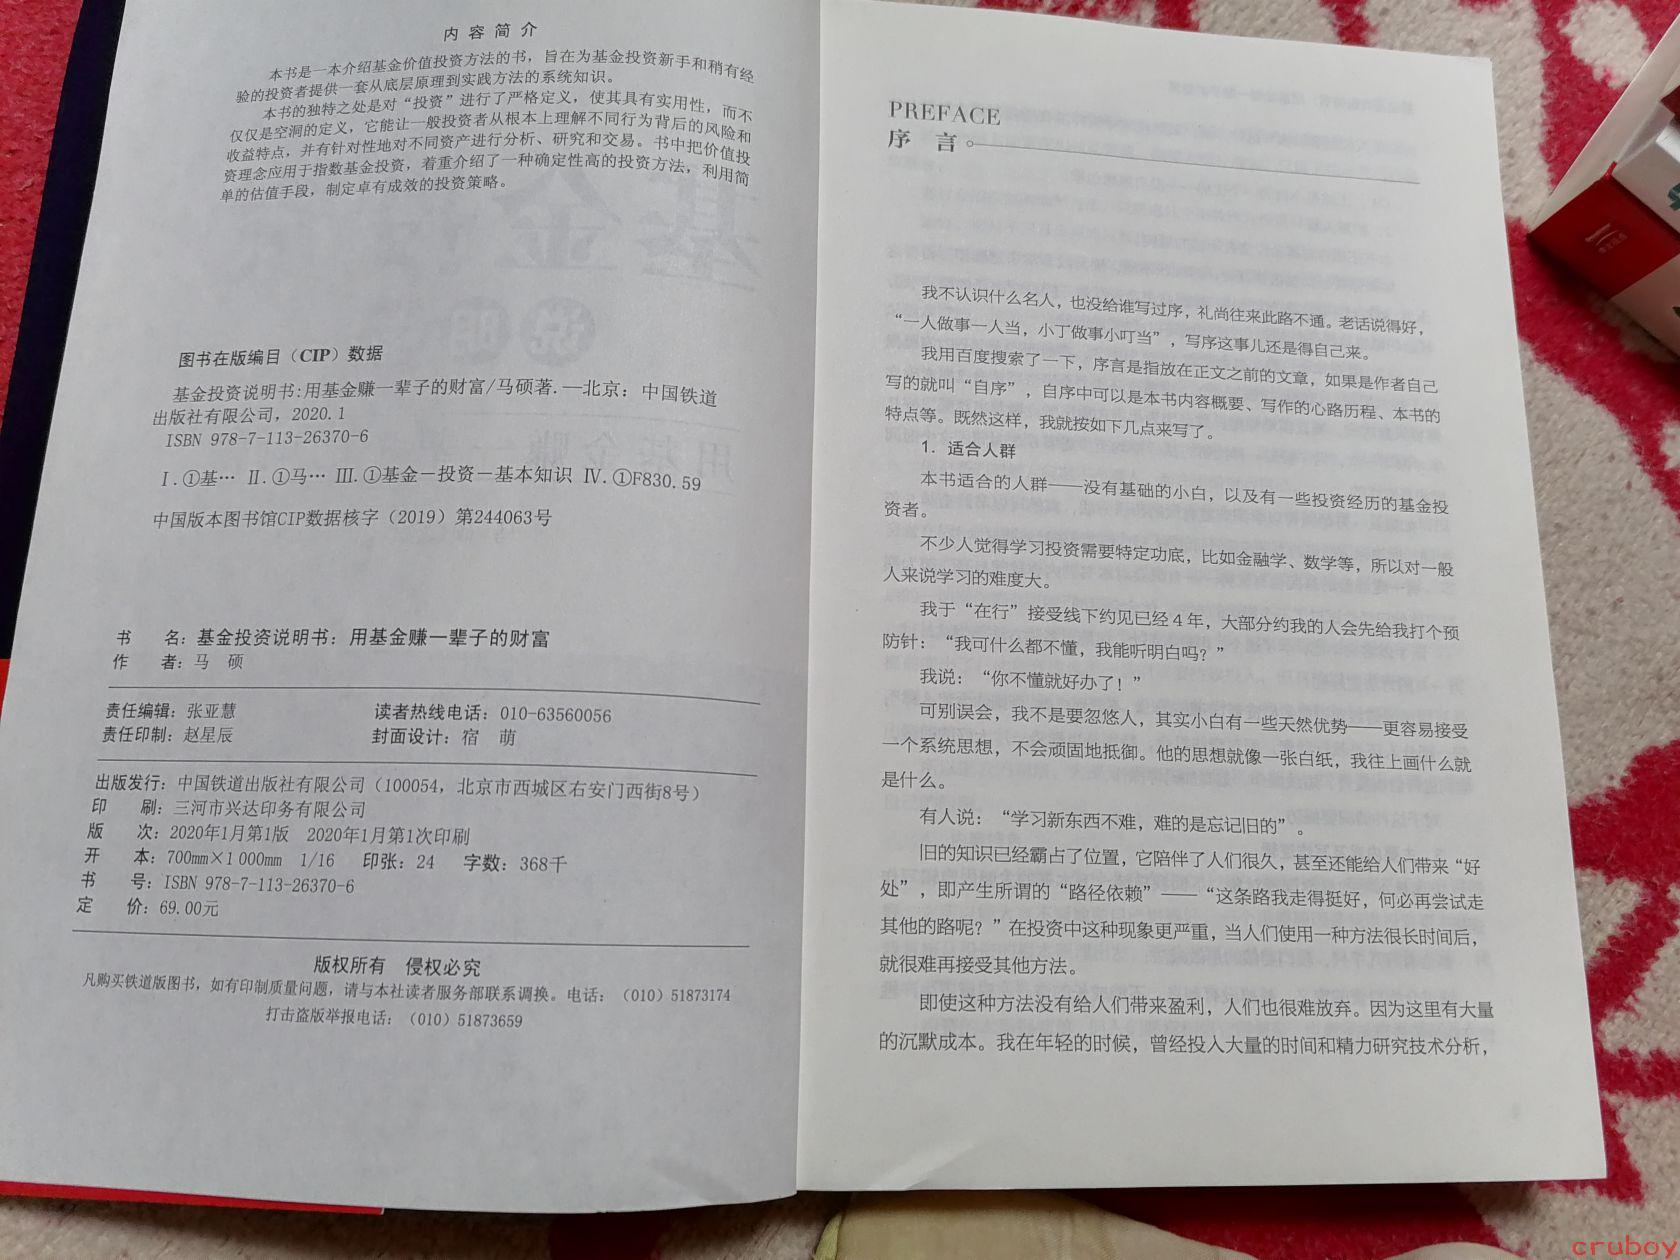 内容简介
本书是一本介绍基金价值投资方法的书，旨在为基金投资新手和稍有经
验的投资者提供一套从底层原理到实践方法的系统知识。
本书的独特之处是对“投资”进行了严格定义，使其具有实用性，而不
仅仅是空洞的定义，它能让一般投资者从根本上理解不同行为背后的风险和
收益特点，并有针对性地对不同资产进行分析、研究和交易。书中把价值投
资理念应用于指数基金投资，着重介绍了一种确定性高的投资方法，利用简
单的估值手段，制定卓有成效的投资策略。
图书在版编目（CIP）数据
基金投资说明书:用基金赚一辈子的财富/马硕著.—北京：中国铁道
出版社有限公司，2020.1
ISBN 978-7-113-26370-6
Ⅰ.①基… Ⅱ.①马… Ⅲ.①基金－投资－基本知识 Ⅳ.①F830.59
中国版本图书馆CIP数据核字（2019）第244063号
书 名：基金投资说明书：用基金赚一辈子的财富
作 者：马 硕
责任编辑：张亚慧 读者热线电话：010-63560056
责任印制：赵星辰 封面设计：宿 萌
出版发行：中国铁道出版社有限公司（100054，北京市西城区右安门西街8号）
印 刷：三河市兴达印务有限公司
版 次：2020年1月第1版 2020年1月第1次印刷
开 本：700mm×1 000mm 1/16 印张：24 字数：368千
书 号：ISBN 978-7-113-26370-6
定 价：69.00元
版权所有 侵权必究
凡购买铁道版图书，如有印制质量问题，请与本社读者服务部联系调换。电话：（010）51873174
打击盗版举报电话：（010）51873659
PREFACE
序 言
我不认识什么名人，也没给谁写过序，礼尚往来此路不通。老话说得好，
“一人做事一人当，小丁做事小叮当”，写序这事儿还是得自己来。
我用百度搜索了一下，序言是指放在正文之前的文章，如果是作者自己
写的就叫“自序”，自序中可以是本书内容概要、写作的心路历程、本书的
特点等。既然这样，我就按如下几点来写了。
1. 适合人群
本书适合的人群——没有基础的小白，以及有一些投资经历的基金投
资者。
不少人觉得学习投资需要特定功底，比如金融学、数学等，所以对一般
人来说学习的难度大。
我于“在行”接受线下约见已经 4 年，大部分约我的人会先给我打个预
防针：“我可什么都不懂，我能听明白吗？”
我说：“你不懂就好办了！”
可别误会，我不是要忽悠人，其实小白有一些天然优势——更容易接受
一个系统思想，不会顽固地抵御。他的思想就像一张白纸，我往上画什么就
是什么。
有人说：“学习新东西不难，难的是忘记旧的”。
旧的知识已经霸占了位置，它陪伴了人们很久，甚至还能给人们带来“好
处”，即产生所谓的“路径依赖”——“这条路我走得挺好，何必再尝试走
其他的路呢？”在投资中这种现象更严重，当人们使用一种方法很长时间后，
就很难再接受其他方法。
即使这种方法没有给人们带来盈利，人们也很难放弃。因为这里有大量
的沉默成本。我在年轻的时候，曾经投入大量的时间和精力研究技术分析，
cruboy